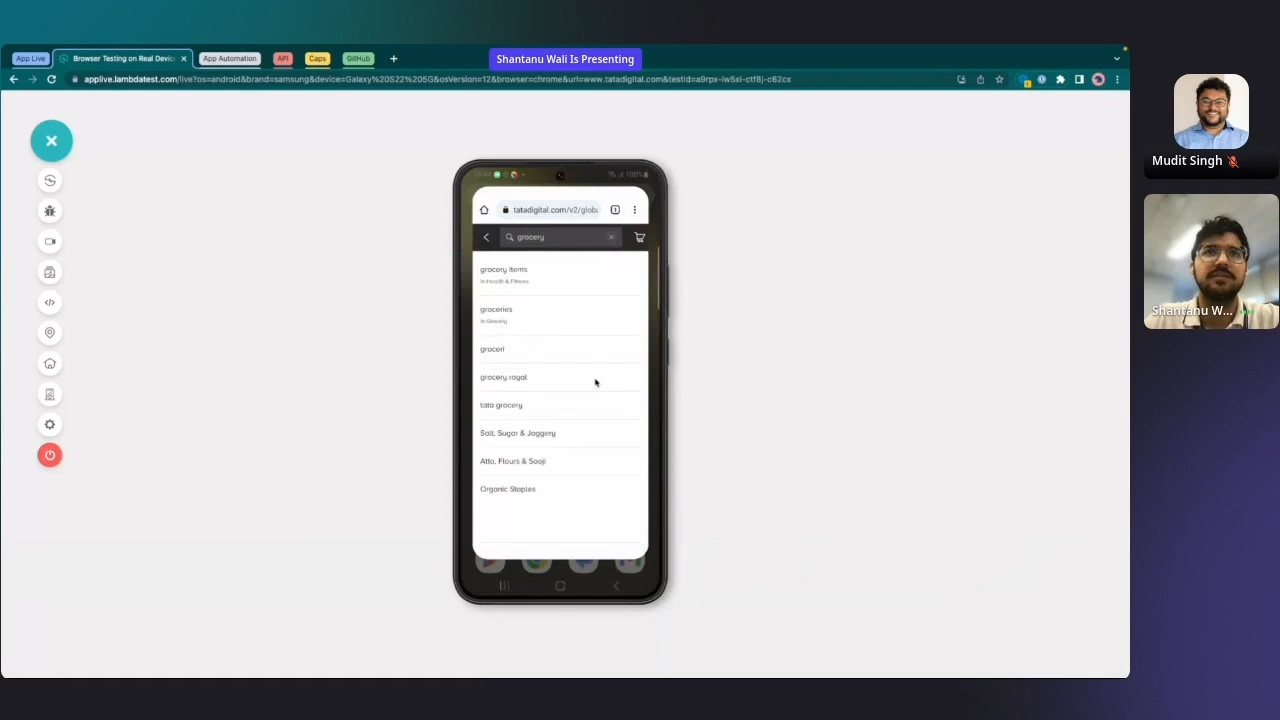 App Live
Browser Testing on Real Devic
App Automation
API
Caps
GitHub
Shantanu Wali Is Presenting
applive.lambdatest.com/live?os=android&brand=samsung&device=Galaxy%20S22%205G&osVersion=12&browser=chrome&url=www.tatadigital.com&testid=a9rpx-iw5xl-ctf8j-c62cx
100%
tatadigital.com/v2/globa
1
grocery
grocery items
in Health & Fitness
groceries
in Grocery
groceri
grocery royal
tata grocery
Salt, Sugar & Jaggery
Atta, Flours & Sooji
Organic Staples
Mudit Singh
Shantanu W...